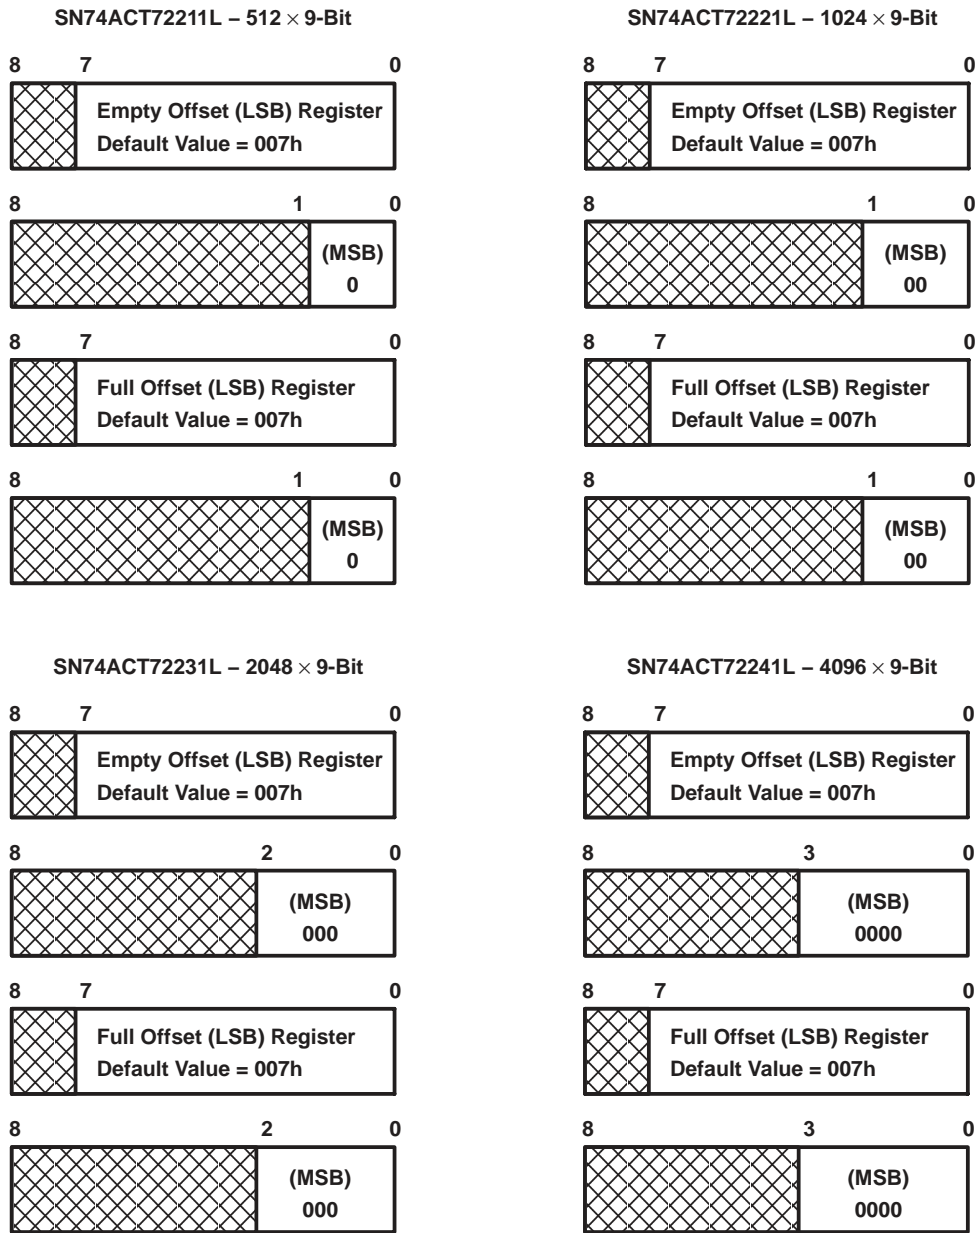 SN74ACT72211L – 512 × 9-Bit
8 7 0
Empty Offset (LSB) Register
Default Value = 007h
8 1 0
(MSB)
0
8 7 0
Full Offset (LSB) Register
Default Value = 007h
8 1 0
(MSB)
0
SN74ACT72221L – 1024 × 9-Bit
8 7 0
Empty Offset (LSB) Register
Default Value = 007h
8 1 0
(MSB)
00
8 7 0
Full Offset (LSB) Register
Default Value = 007h
8 1 0
(MSB)
00
SN74ACT72231L – 2048 × 9-Bit
8 7 0
Empty Offset (LSB) Register
Default Value = 007h
8 2 0
(MSB)
000
8 7 0
Full Offset (LSB) Register
Default Value = 007h
8 2 0
(MSB)
000
SN74ACT72241L – 4096 × 9-Bit
8 7 0
Empty Offset (LSB) Register
Default Value = 007h
8 3 0
(MSB)
0000
8 7 0
Full Offset (LSB) Register
Default Value = 007h
8 3 0
(MSB)
0000